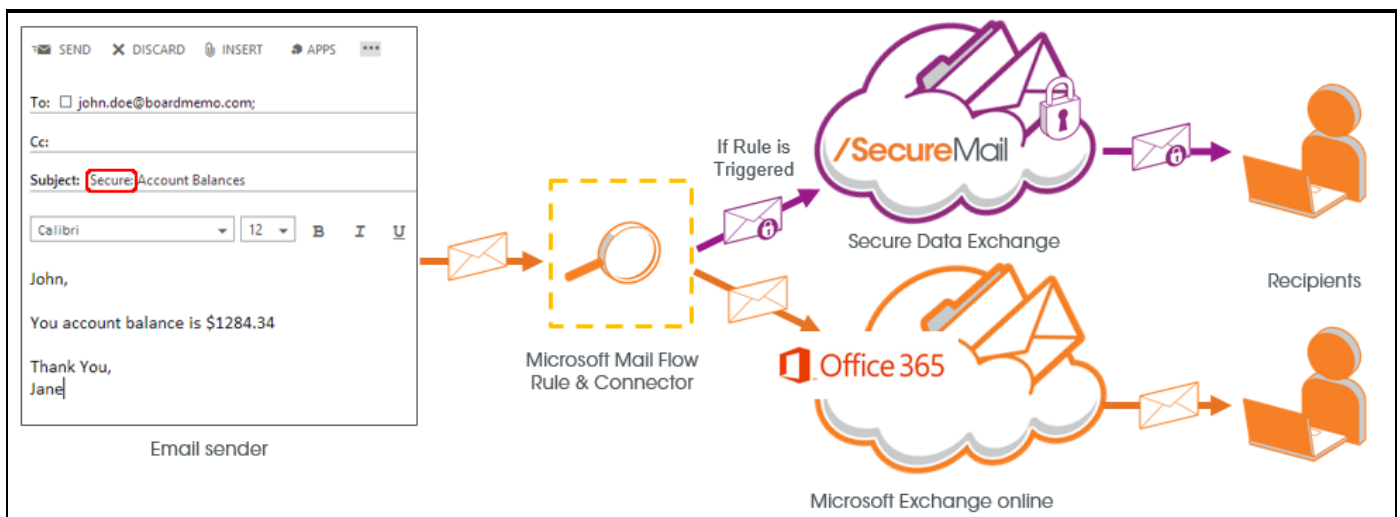 SEND DISCARD INSERT APPS ...
To: john.doe@boardmemo.com;
Cc:
Subject: Secure: Account Balances
Calibri 12 B I U
John,
You account balance is $1284.34
Thank You,
Jane
Email sender
Microsoft Mail Flow
Rule & Connector
If Rule is
Triggered
/SecureMail
Secure Data Exchange
Office 365
Microsoft Exchange online
Recipients